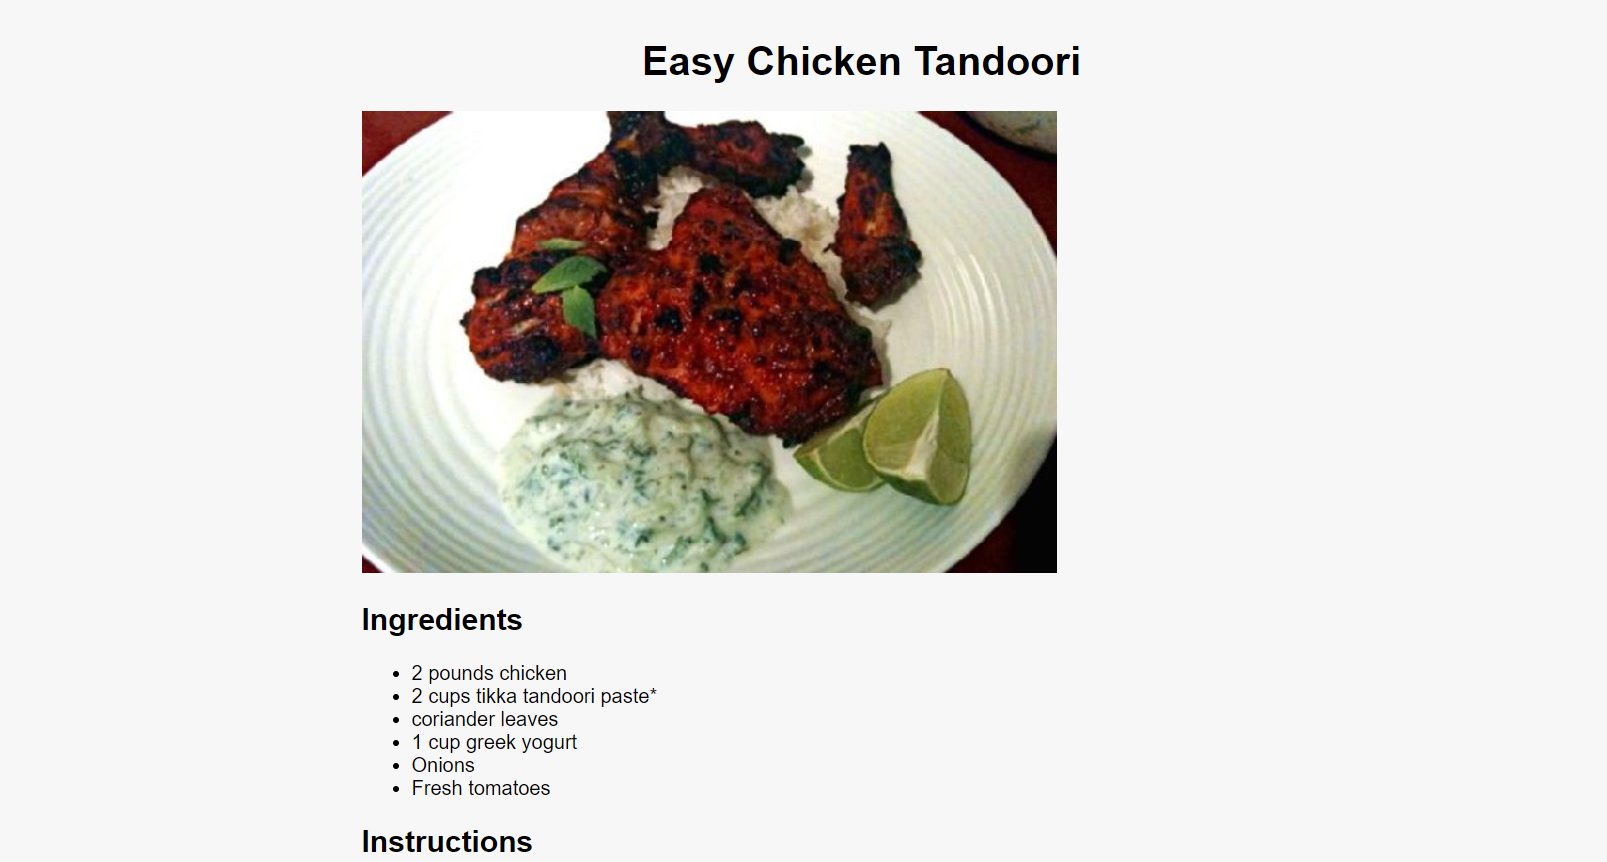 Easy Chicken Tandoori
Ingredients
• 2 pounds chicken
• 2 cups tikka tandoori paste*
• coriander leaves
• 1 cup greek yogurt
• Onions
• Fresh tomatoes
Instructions